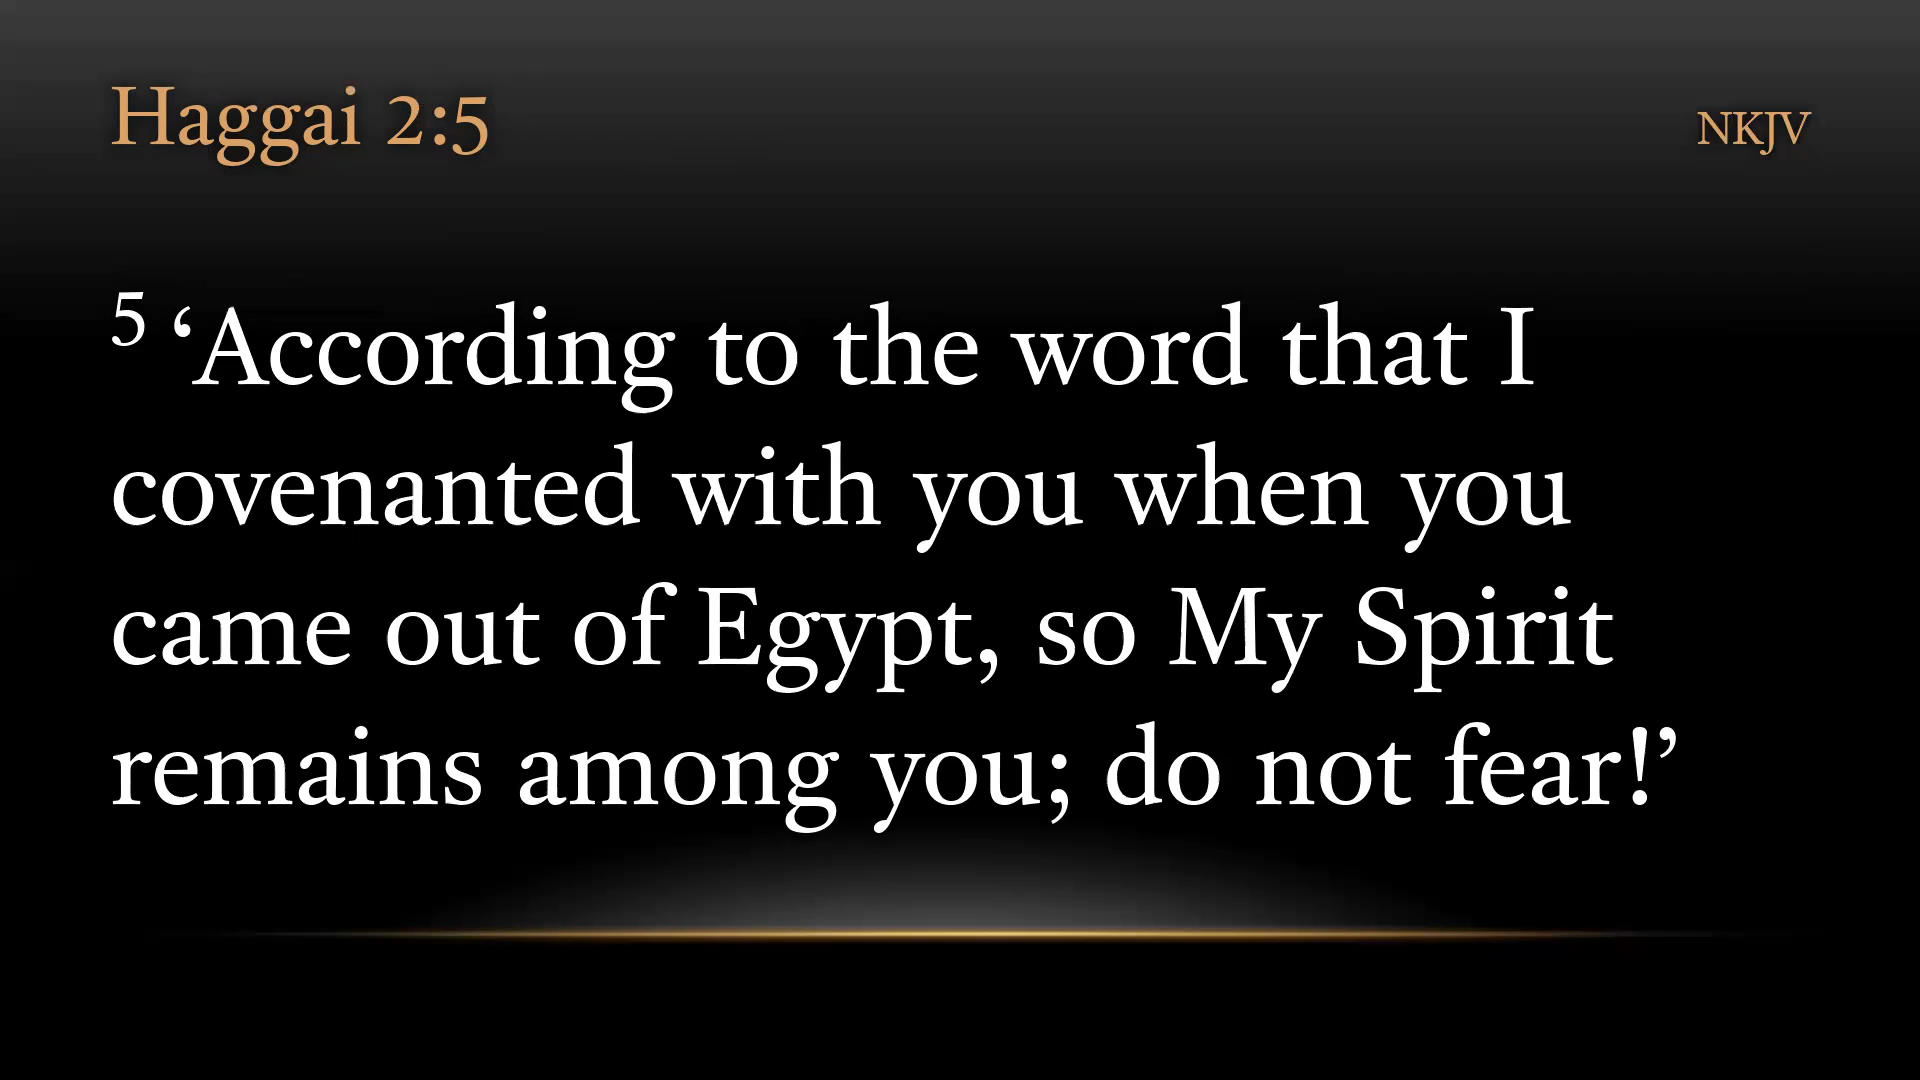 Haggai 2:5
NKJV
5 ‘According to the word that I
covenanted with you when you
came out of Egypt, so My Spirit
remains among you; do not fear!’